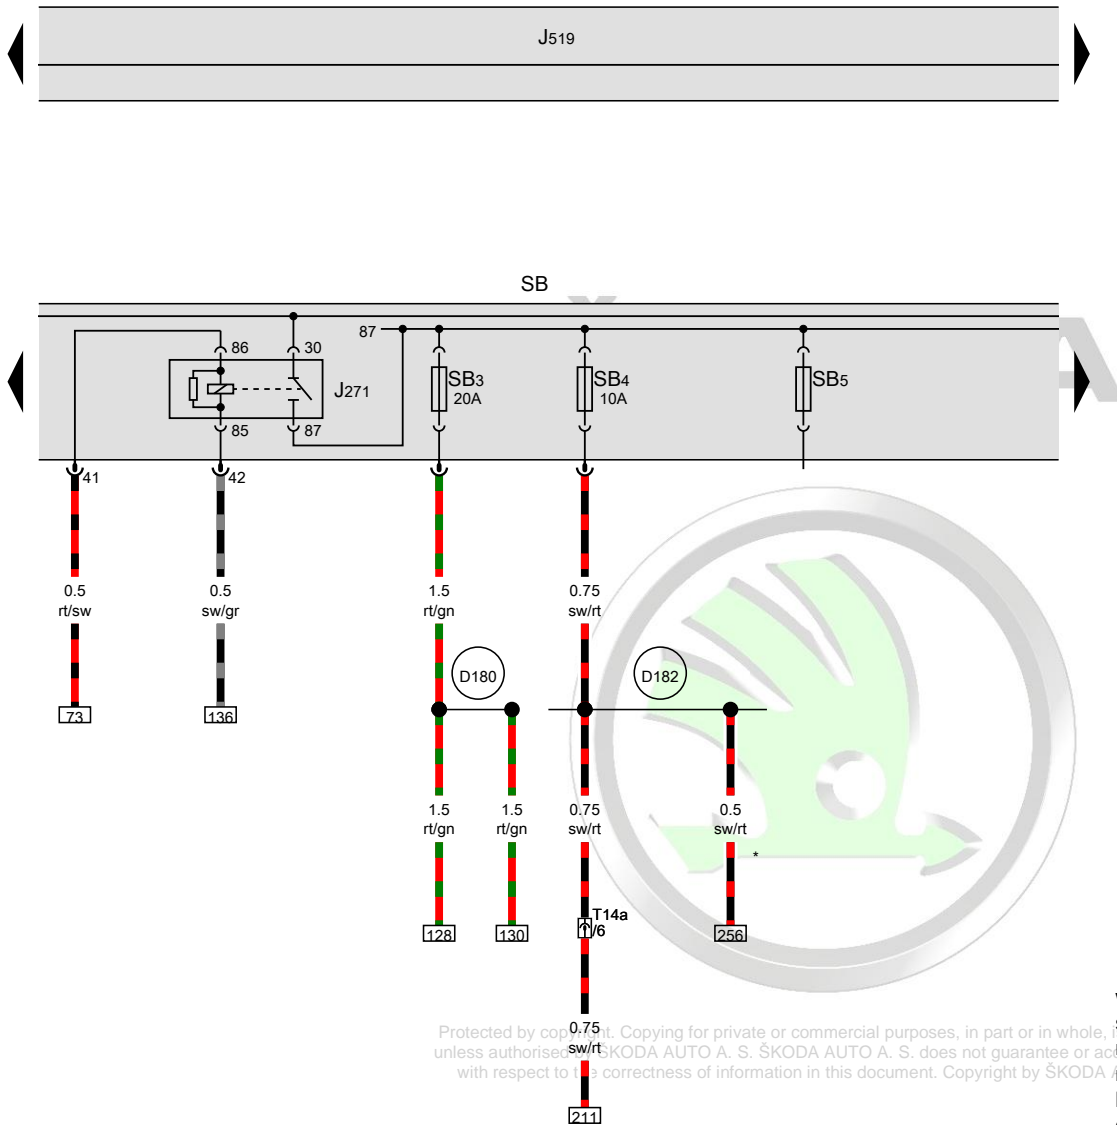 J519
SB
87
86
30
J271
SB3
20A
SB4
10A
SB5
85
87
41
42
0.5
rt/sw
0.5
sw/gr
1.5
rt/gn
0.75
sw/rt
D180
D182
73
136
1.5
rt/gn
1.5
rt/gn
0.75
sw/rt
0.5
sw/rt
*
T14a
/6
128
130
256
0.75
sw/rt
Protected by copyright. Copying for private or commercial purposes, in part or in whole,
unless authorised by ŠKODA AUTO A. S. ŠKODA AUTO A. S. does not guarantee or
with respect to the correctness of information in this document. Copyright by ŠKODA
211